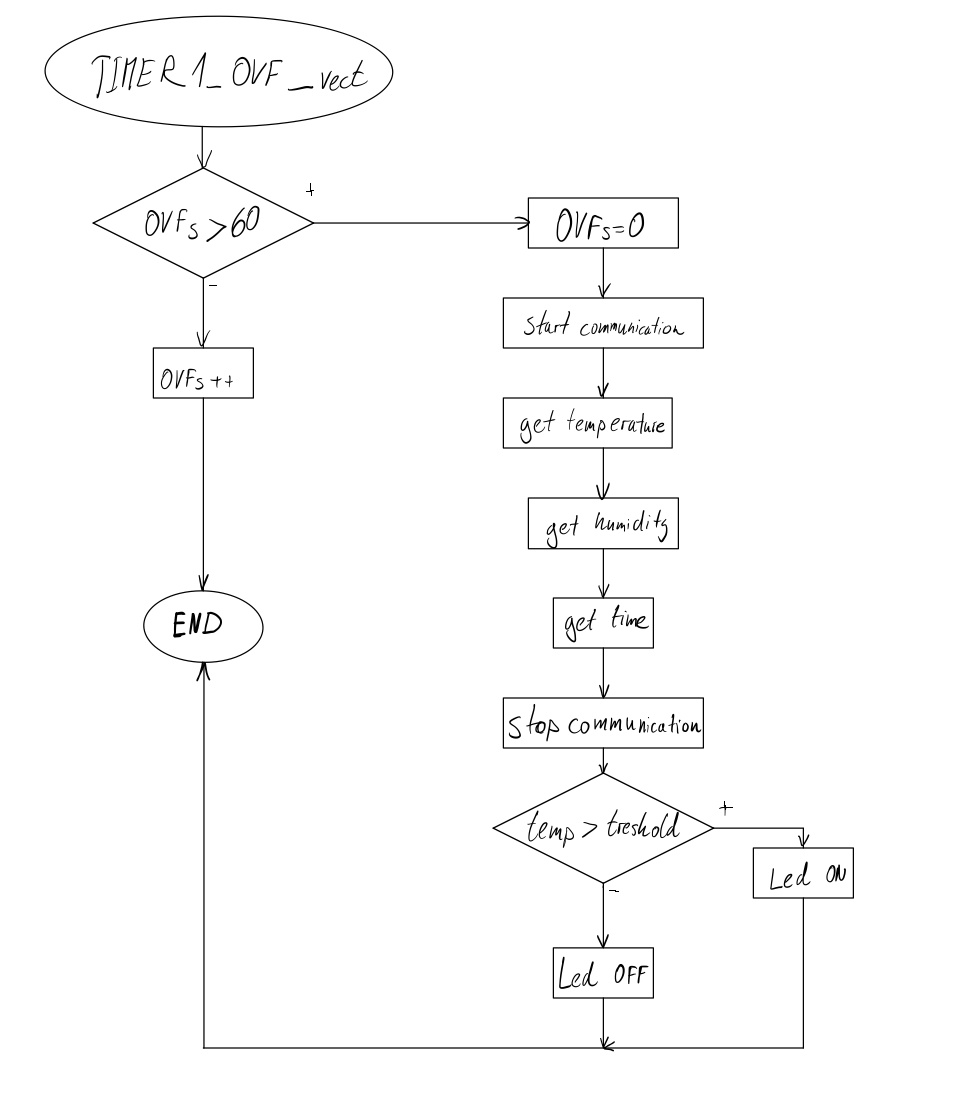 TIMER1_OVF_vect
OVFs>60
+
-
OVFs++
END
OVFs=0
Start communication
get temperature
get humidity
get time
Stop communication
temp > treshold
+
-
Led ON
Led OFF